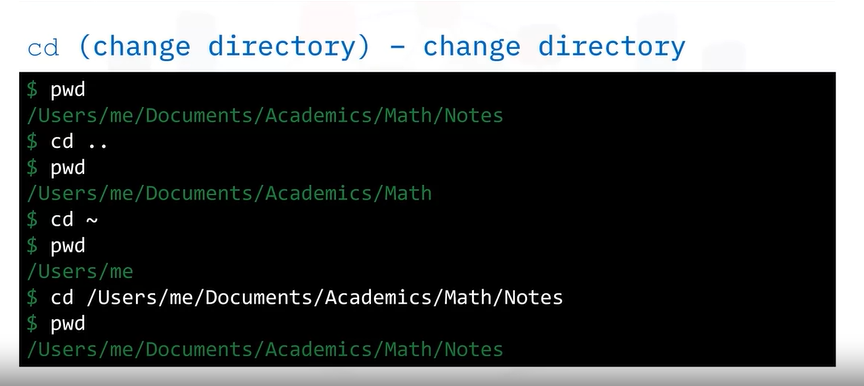 cd (change directory) – change directory
$ pwd
/Users/me/Documents/Academics/Math/Notes
$ cd ..
$ pwd
/Users/me/Documents/Academics/Math
$ cd ~
$ pwd
/Users/me
$ cd /Users/me/Documents/Academics/Math/Notes
$ pwd
/Users/me/Documents/Academics/Math/Notes